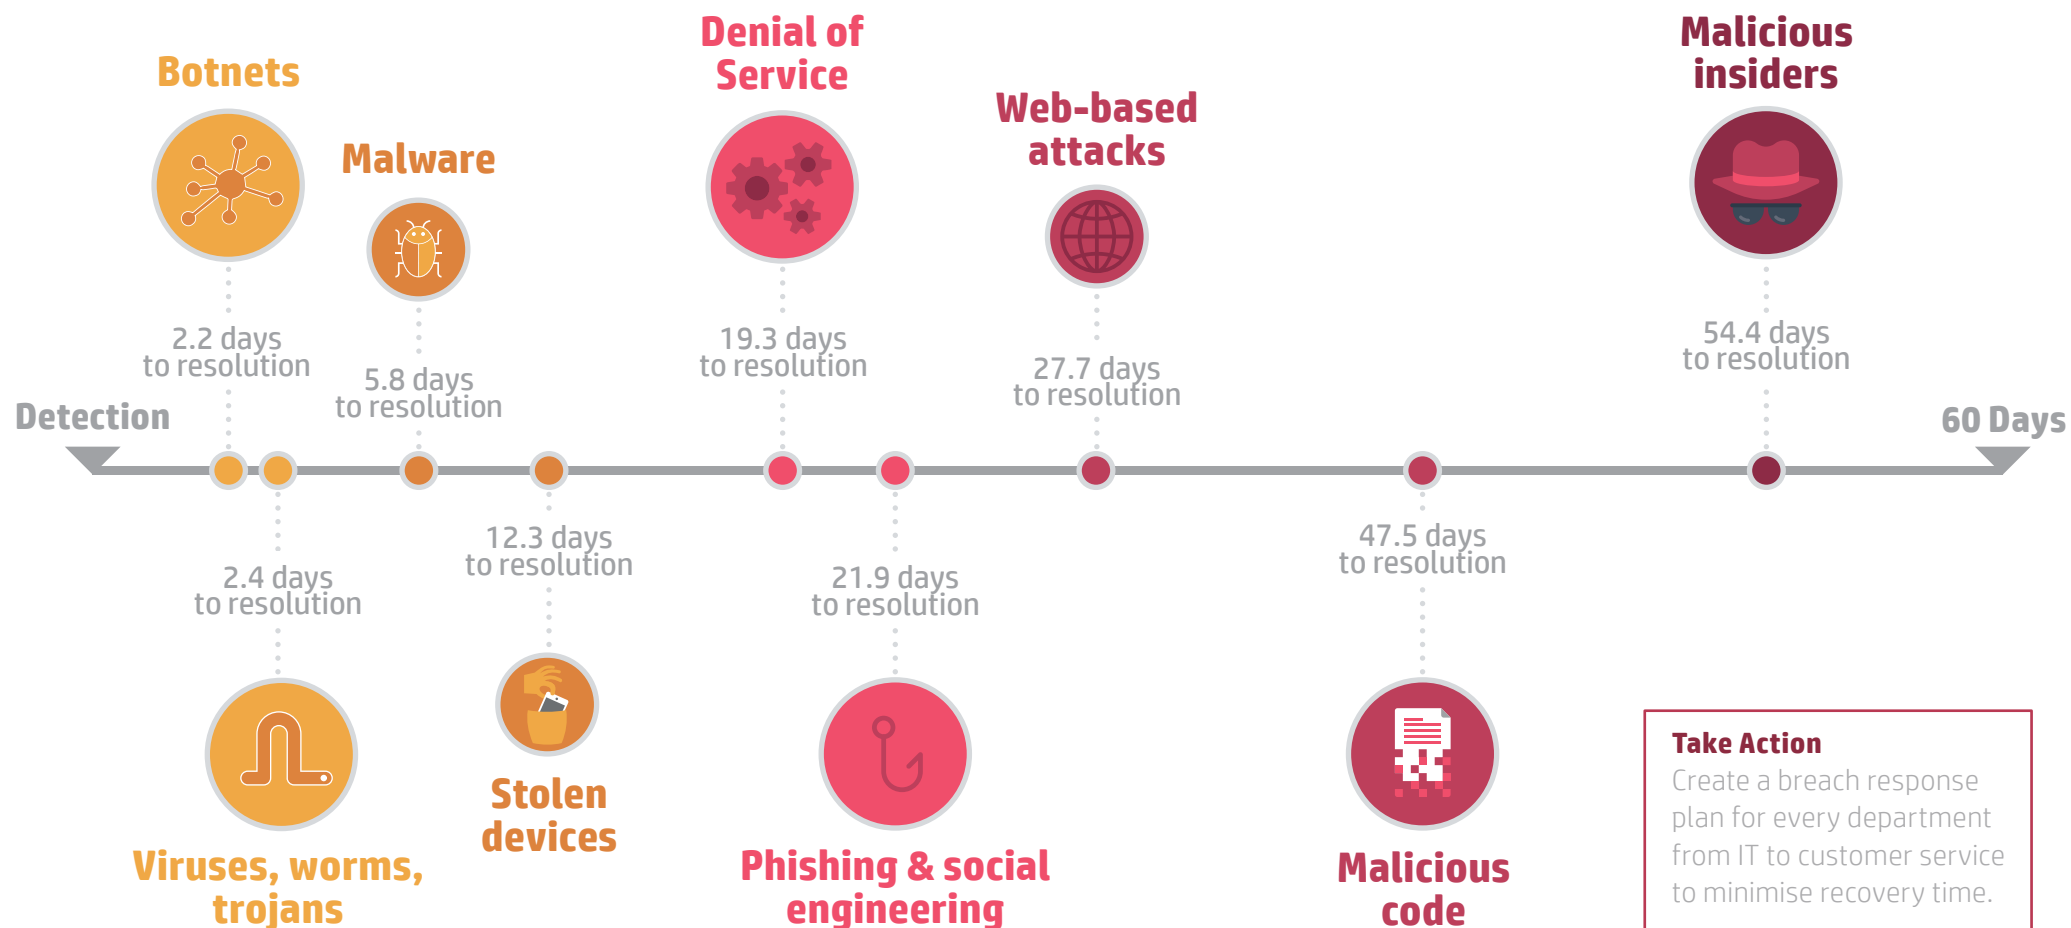 Botnets
2.2 days
to resolution
Malware
5.8 days
to resolution
Denial of
Service
19.3 days
to resolution
Web-based
attacks
27.7 days
to resolution
Malicious
insiders
54.4 days
to resolution
Detection
60 Days
2.4 days
to resolution
Viruses, worms,
trojans
12.3 days
to resolution
Stolen
devices
21.9 days
to resolution
Phishing & social
engineering
47.5 days
to resolution
Malicious
code
Take Action
Create a breach response
plan for every department
from IT to customer service
to minimise recovery time.